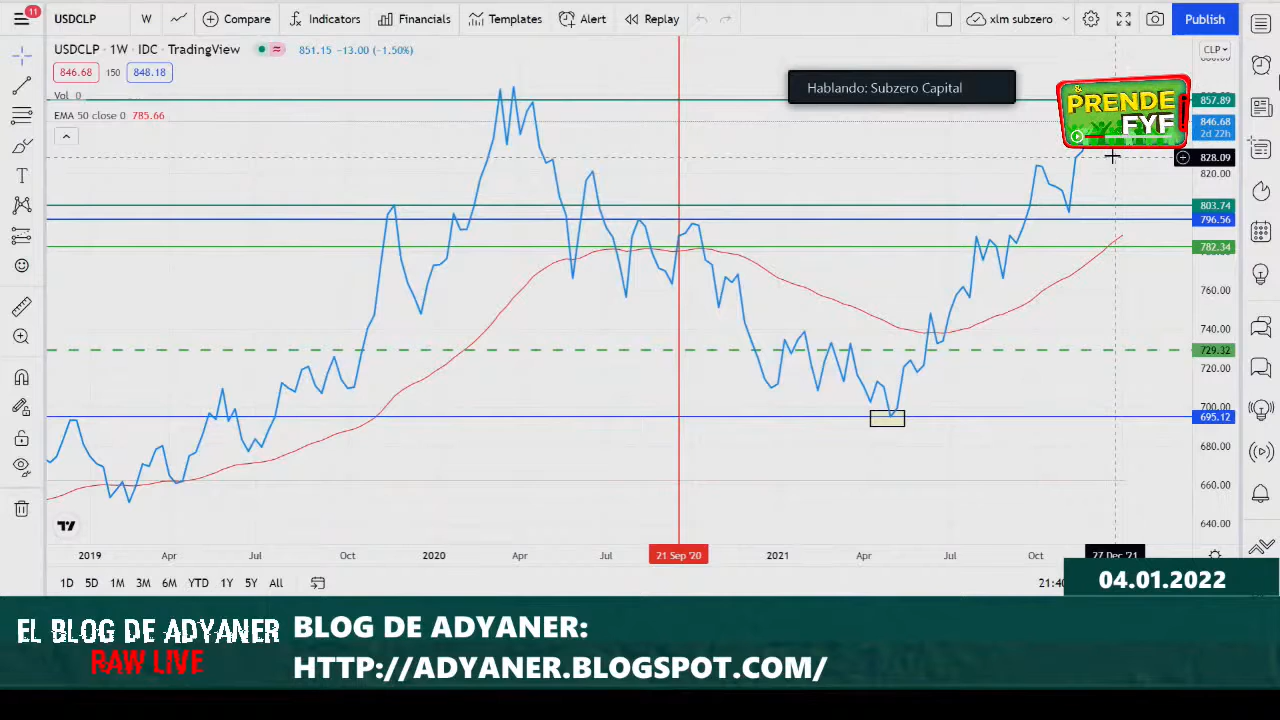 11
USDCLP
W
Compare
Indicators
Financials
Templates
Alert
Replay
xlm subzero
Publish
USDCLP · 1W · IDC · TradingView
851.15 −13.00 (−1.50%)
CLP
846.68
150
848.18
Vol 0
EMA 50 close 0 785.66
Hablando: Subzero Capital
& PRENDE
FYF
857.89
846.68
2d 22h
828.09
820.00
803.74
796.56
782.34
760.00
740.00
729.32
720.00
700.00
695.12
680.00
660.00
640.00
2019
Apr
Jul
Oct
2020
Apr
Jul
21 Sep '20
2021
Apr
Jul
Oct
27 Dec '21
1D
5D
1M
3M
6M
YTD
1Y
5Y
All
21:40
04.01.2022
EL BLOG DE ADYANER
RAW LIVE
BLOG DE ADYANER:
HTTP://ADYANER.BLOGSPOT.COM/